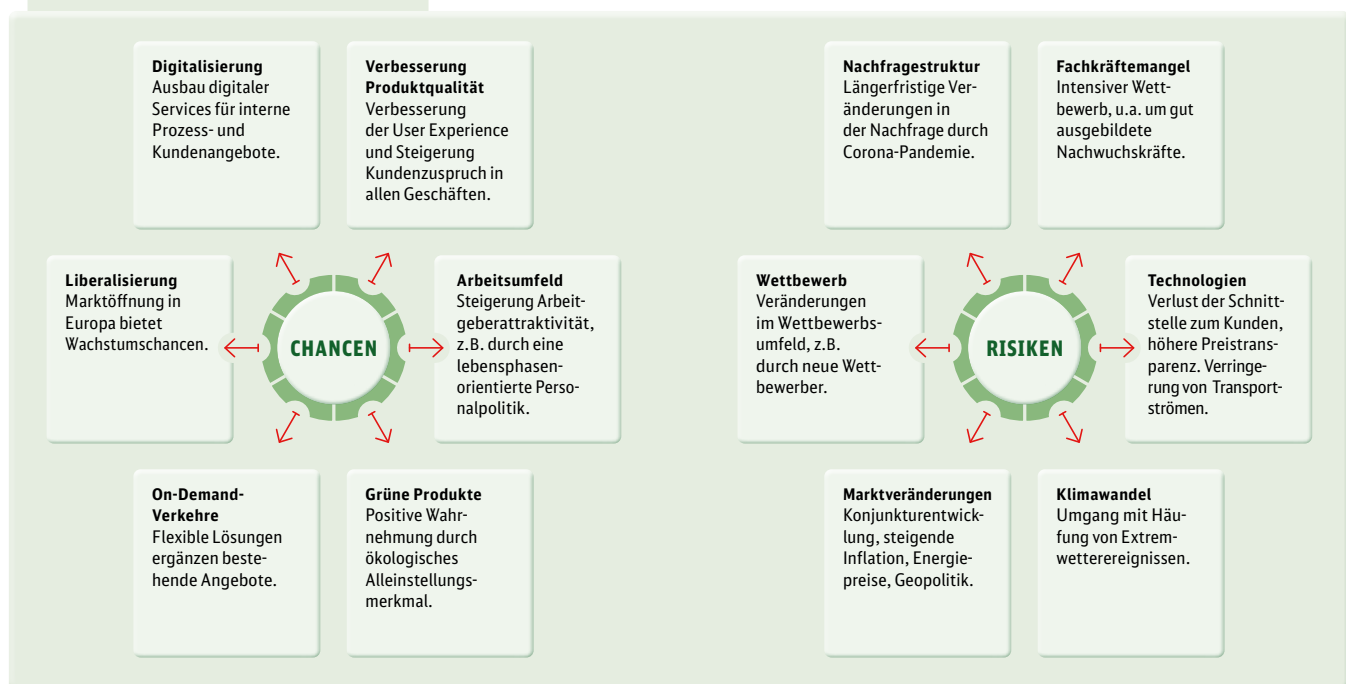 Digitalisierung
Ausbau digitaler
Services für interne
Prozess- und
Kundenangebote.
Verbesserung
Produktqualität
Verbesserung
der User Experience
und Steigerung
Kundenzuspruch in
allen Geschäften.
Liberalisierung
Marktöffnung in
Europa bietet
Wachstumschancen.
CHANCEN
Arbeitsumfeld
Steigerung Arbeit-
geberattraktivität,
z.B. durch eine
lebensphasen-
orientierte Perso-
nalpolitik.
On-Demand-
Verkehre
Flexible Lösungen
ergänzen beste-
hende Angebote.
Grüne Produkte
Positive Wahr-
nehmung durch
ökologisches
Alleinstellungs-
merkmal.
Nachfragestruktur
Längerfristige Ver-
änderungen in
der Nachfrage durch
Corona-Pandemie.
Fachkräftemangel
Intensiver Wett-
bewerb, u.a. um gut
ausgebildete
Nachwuchskräfte.
Wettbewerb
Veränderungen
im Wettbewerbs-
umfeld, z.B.
durch neue Wett-
bewerber.
RISIKEN
Technologien
Verlust der Schnitt-
stelle zum Kunden,
höhere Preistrans-
parenz. Verringe-
rung von Transport-
strömen.
Marktveränderungen
Konjunkturentwick-
lung, steigende
Inflation, Energie-
preise, Geopolitik.
Klimawandel
Umgang mit Häu-
fung von Extrem-
wetterereignissen.